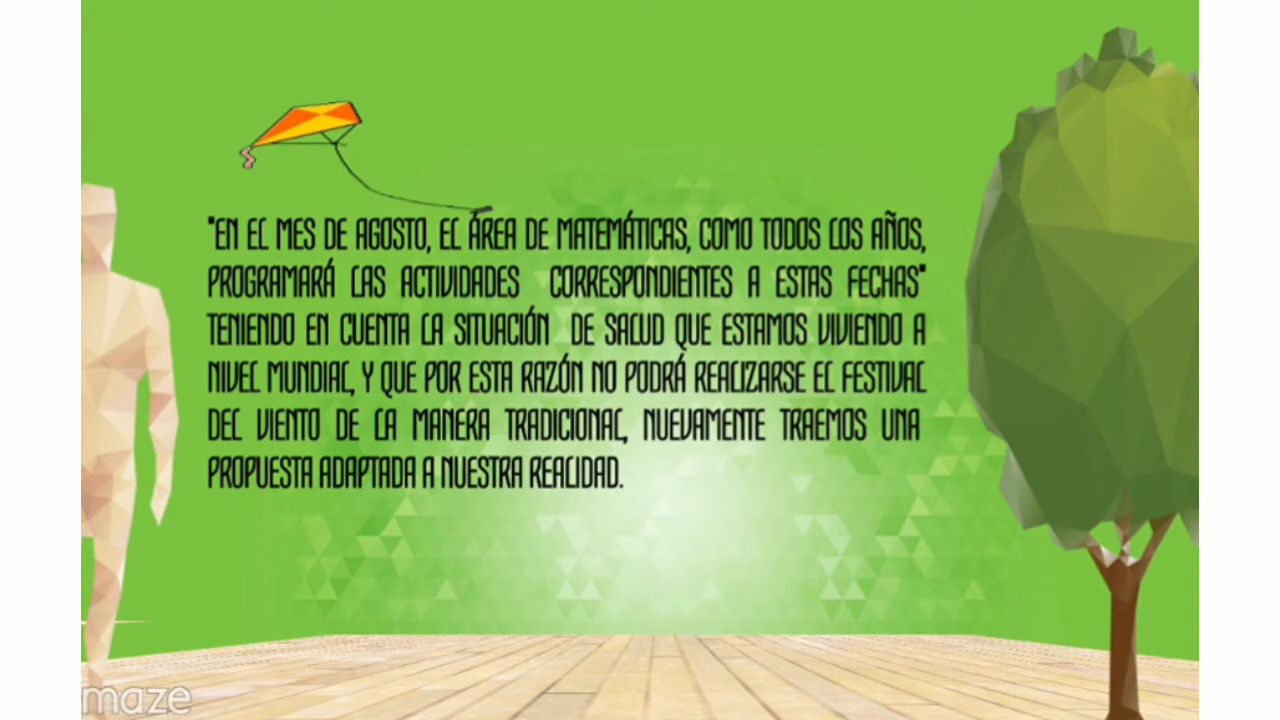 "EN EL MES DE AGOSTO, EL ÁREA DE MATEMÁTICAS, COMO TODOS LOS AÑOS,
PROGRAMARÁ LAS ACTIVIDADES CORRESPONDIENTES A ESTAS FECHAS"
TENIENDO EN CUENTA LA SITUACIÓN DE SALUD QUE ESTAMOS VIVIENDO A
NIVEL MUNDIAL, Y QUE POR ESTA RAZÓN NO PODRÁ REALIZARSE EL FESTIVAL
DEL VIENTO DE LA MANERA TRADICIONAL, NUEVAMENTE TRAEMOS UNA
PROPUESTA ADAPTADA A NUESTRA REALIDAD.
maze